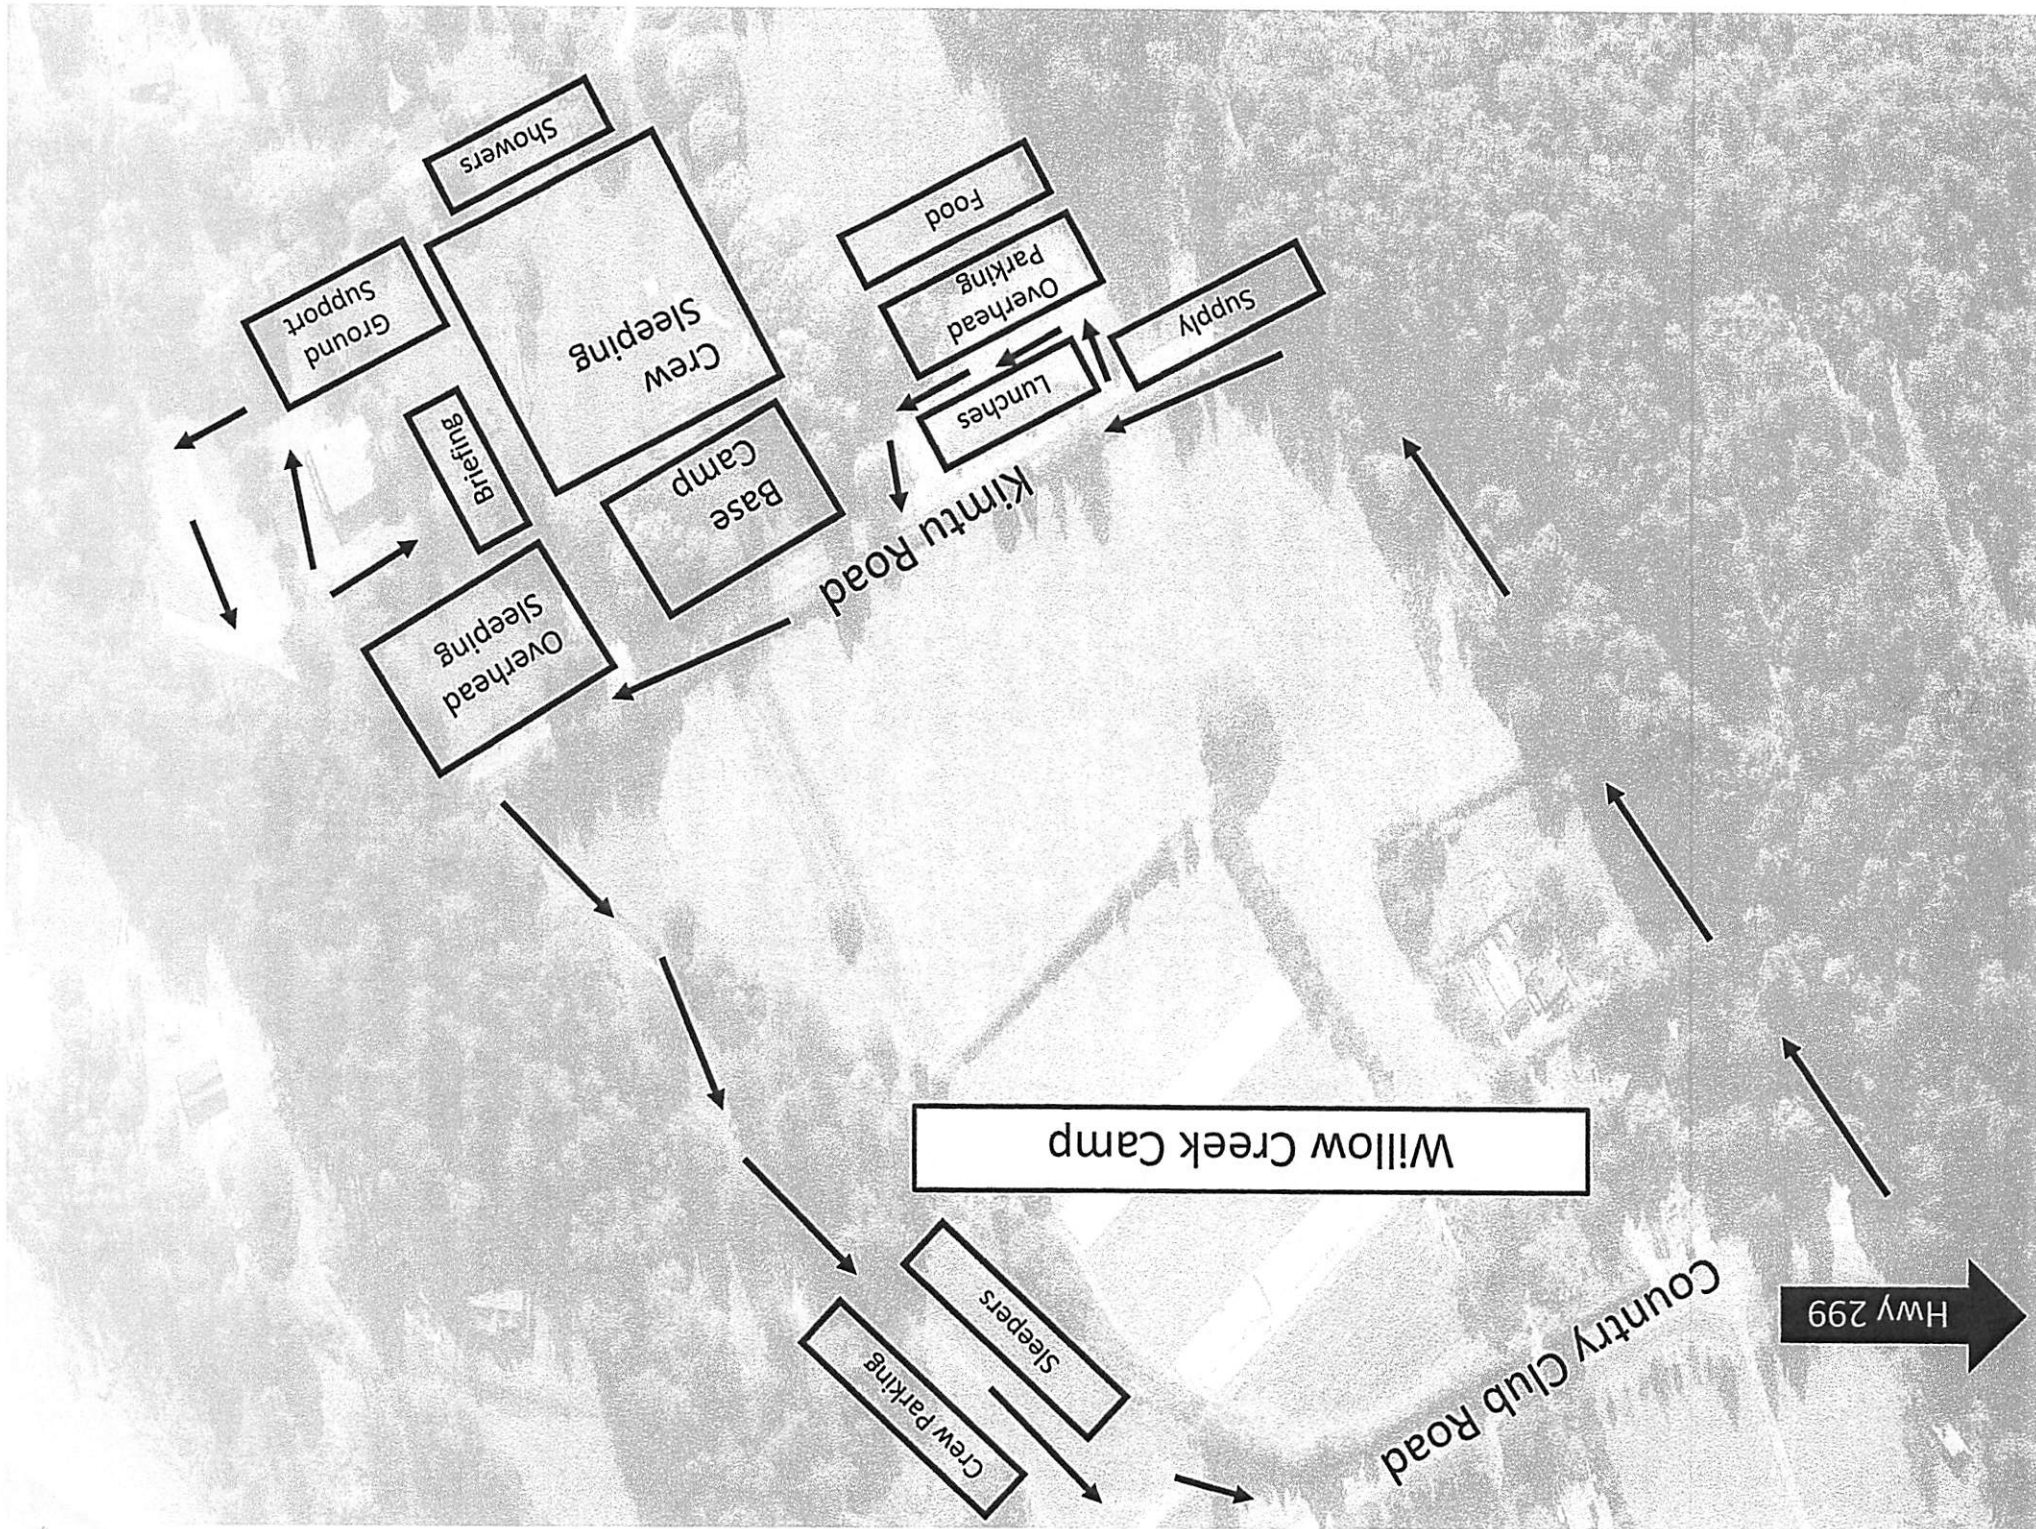 Hwy 299
Country Club Road
Crew Parking
Sleepers
Willow Creek Camp
Overhead
Sleeping
Kimtu Road
Base
Camp
Briefing
Lunches
Crew
Sleeping
Ground
Support
Supply
Overhead
Parking
Food
Showers